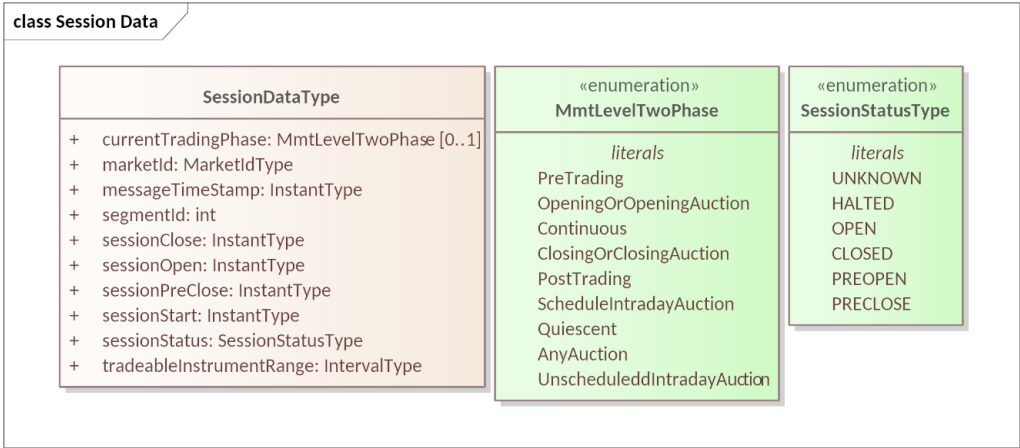 class Session Data
SessionDataType
+ currentTradingPhase: MmtLevelTwoPhase [0..1]
+ marketId: MarketIdType
+ messageTimeStamp: InstantType
+ segmentId: int
+ sessionClose: InstantType
+ sessionOpen: InstantType
+ sessionPreClose: InstantType
+ sessionStart: InstantType
+ sessionStatus: SessionStatusType
+ tradeableInstrumentRange: IntervalType
«enumeration»
MmtLevelTwoPhase
literals
PreTrading
OpeningOrOpeningAuction
Continuous
ClosingOrClosingAuction
PostTrading
ScheduleIntradayAuction
Quiescent
AnyAuction
UnscheduleddIntradayAuction
«enumeration»
SessionStatusType
literals
UNKNOWN
HALTED
OPEN
CLOSED
PREOPEN
PRECLOSE